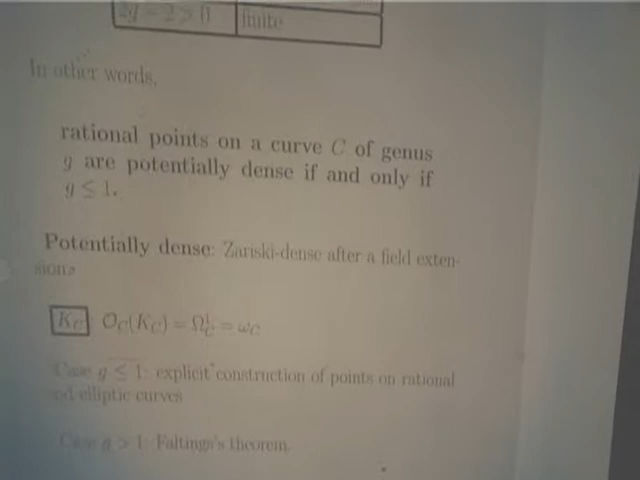 2g − 2 > 0 finite
In other words,
rational points on a curve C of genus
g are potentially dense if and only if
g ≤ 1.
Potentially dense: Zariski-dense after a field exten-
sion.
K_C O_C(K_C) = Ω^1_C = ω_C
Case g ≤ 1: explicit construction of points on rational
and elliptic curves
Case g > 1: Faltings's theorem.